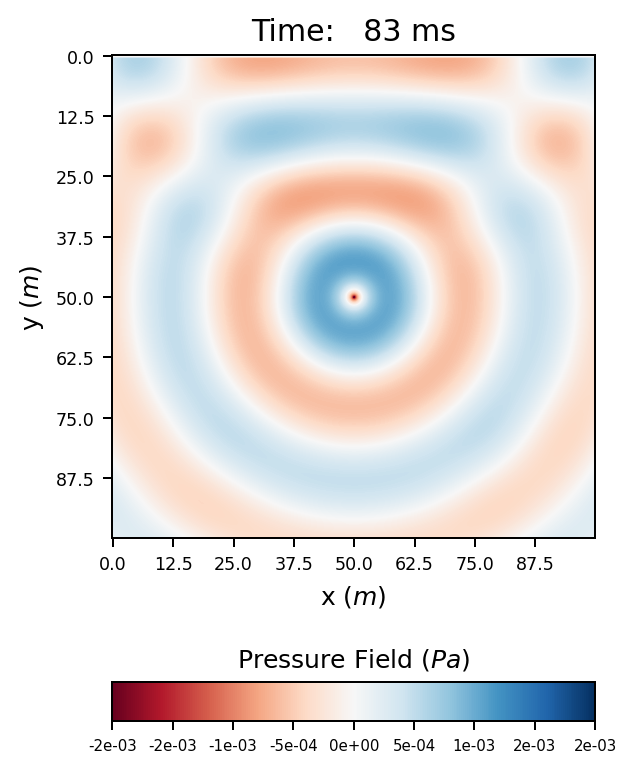 Time: 83 ms
0.0
12.5
25.0
37.5
50.0
62.5
75.0
87.5
y (m)
0.0 12.5 25.0 37.5 50.0 62.5 75.0 87.5
x (m)
Pressure Field (Pa)
-2e-03 -2e-03 -1e-03 -5e-04 0e+00 5e-04 1e-03 2e-03 2e-03